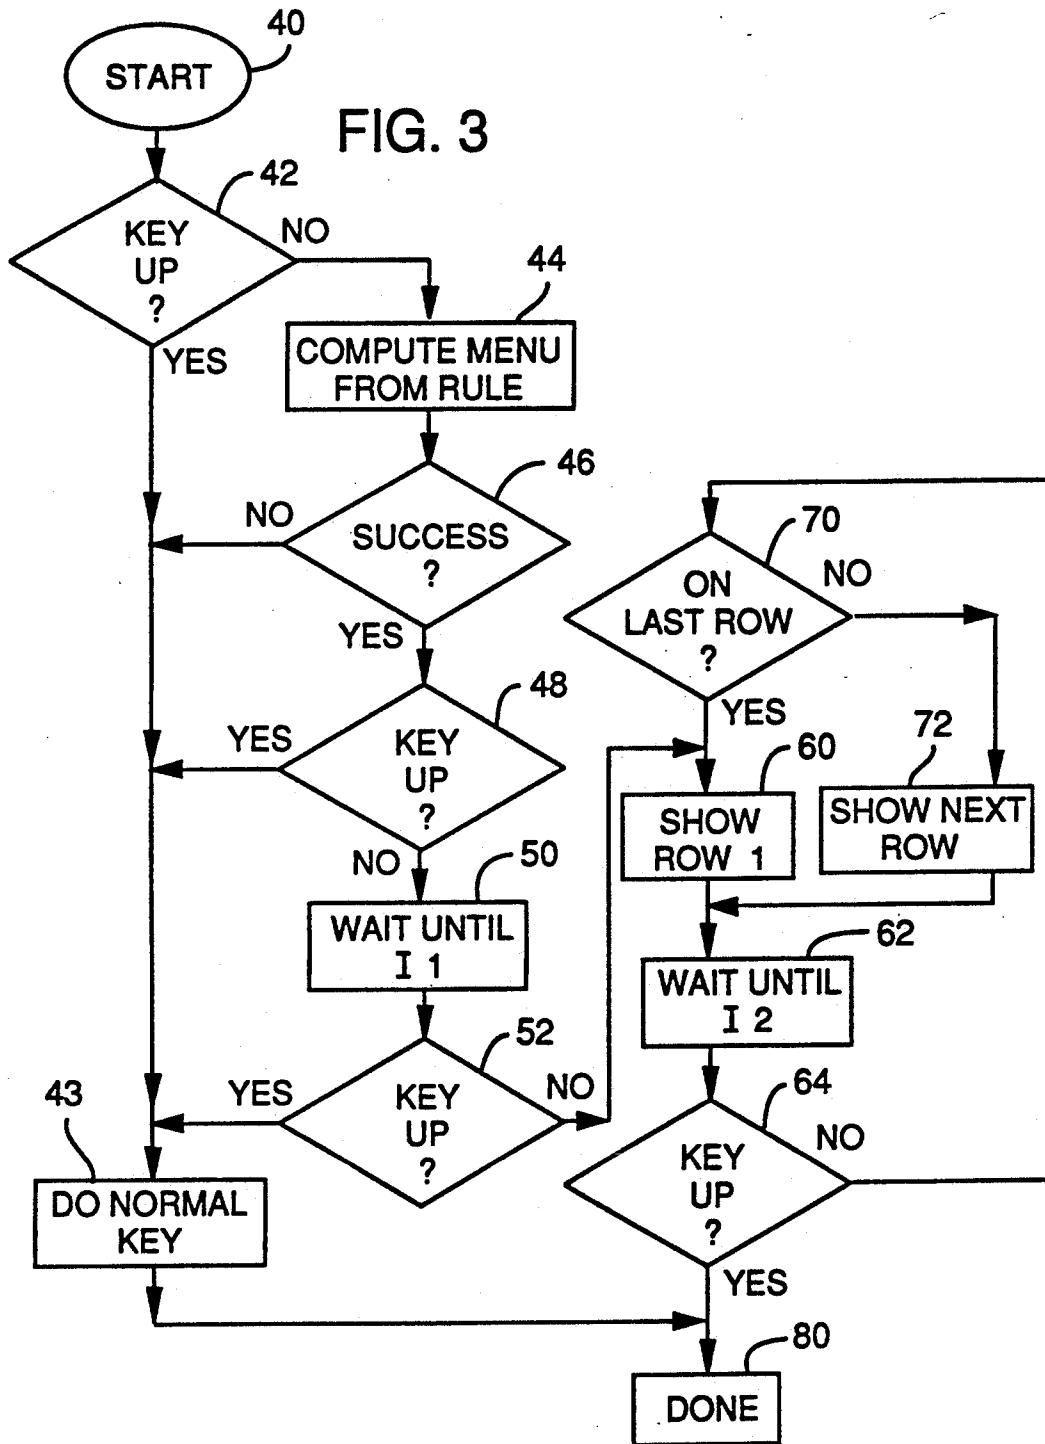 40
START
FIG. 3
42
KEY
UP
?
NO
YES
44
COMPUTE MENU
FROM RULE
46
NO
SUCCESS
?
YES
48
YES
KEY
UP
?
NO
50
WAIT UNTIL
I 1
52
YES
KEY
UP
?
NO
43
DO NORMAL
KEY
70
ON
LAST ROW
?
NO
YES
60
SHOW
ROW 1
72
SHOW NEXT
ROW
62
WAIT UNTIL
I 2
64
KEY
UP
?
NO
YES
80
DONE